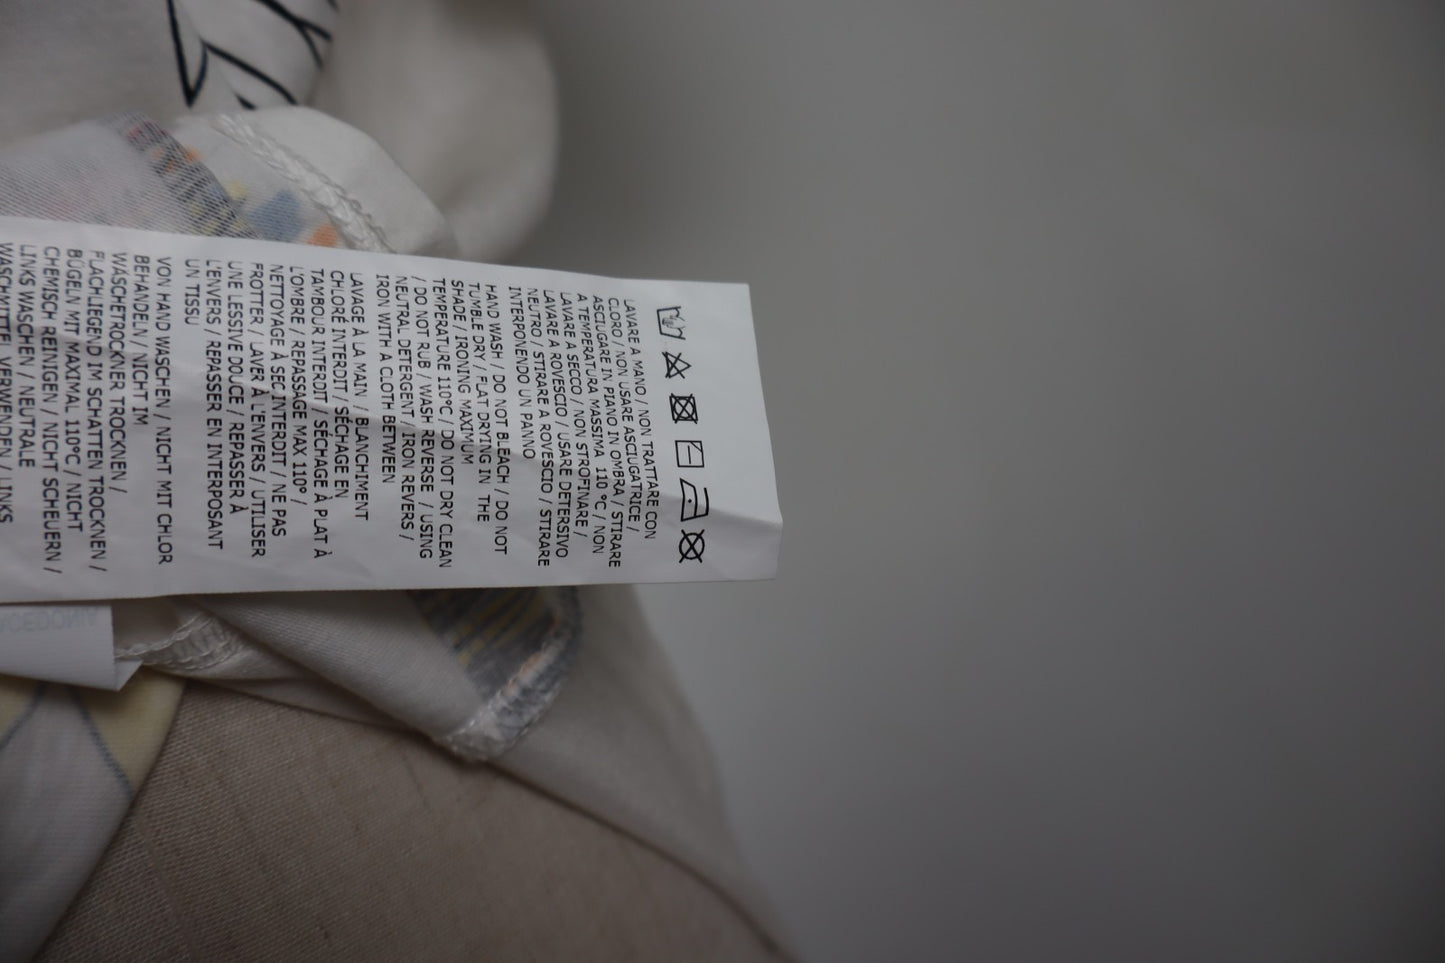 LAVARE A MANO / NON TRATTARE CON
CLORO / NON USARE ASCIUGATRICE /
ASCIUGARE IN PIANO IN OMBRA / STIRARE
A TEMPERATURA MASSIMA 110 °C / NON
LAVARE A SECCO / NON STROFINARE /
LAVARE A ROVESCIO / USARE DETERSIVO
NEUTRO / STIRARE A ROVESCIO / STIRARE
INTERPONENDO UN PANNO
HAND WASH / DO NOT BLEACH / DO NOT
TUMBLE DRY / FLAT DRYING IN THE
SHADE / IRONING MAXIMUM
TEMPERATURE 110°C / DO NOT DRY CLEAN
/ DO NOT RUB / WASH REVERSE / USING
NEUTRAL DETERGENT / IRON REVERS /
IRON WITH A CLOTH BETWEEN
LAVAGE À LA MAIN / BLANCHIMENT
CHLORÉ INTERDIT / SÉCHAGE EN
TAMBOUR INTERDIT / SÉCHAGE À PLAT À
L'OMBRE / REPASSAGE MAX 110° /
NETTOYAGE À SEC INTERDIT / NE PAS
FROTTER / LAVER À L'ENVERS / UTILISER
UNE LESSIVE DOUCE / REPASSER À
L'ENVERS / REPASSER EN INTERPOSANT
UN TISSU
VON HAND WASCHEN / NICHT MIT CHLOR
BEHANDELN / NICHT IM
WÄSCHETROCKNER TROCKNEN /
FLACHLIEGEND IM SCHATTEN TROCKNEN /
BÜGELN MIT MAXIMAL 110°C / NICHT
CHEMISCH REINIGEN / NICHT SCHEUERN /
LINKS WASCHEN / NEUTRALE
WASCHMITTEL VERWENDEN / LINKS